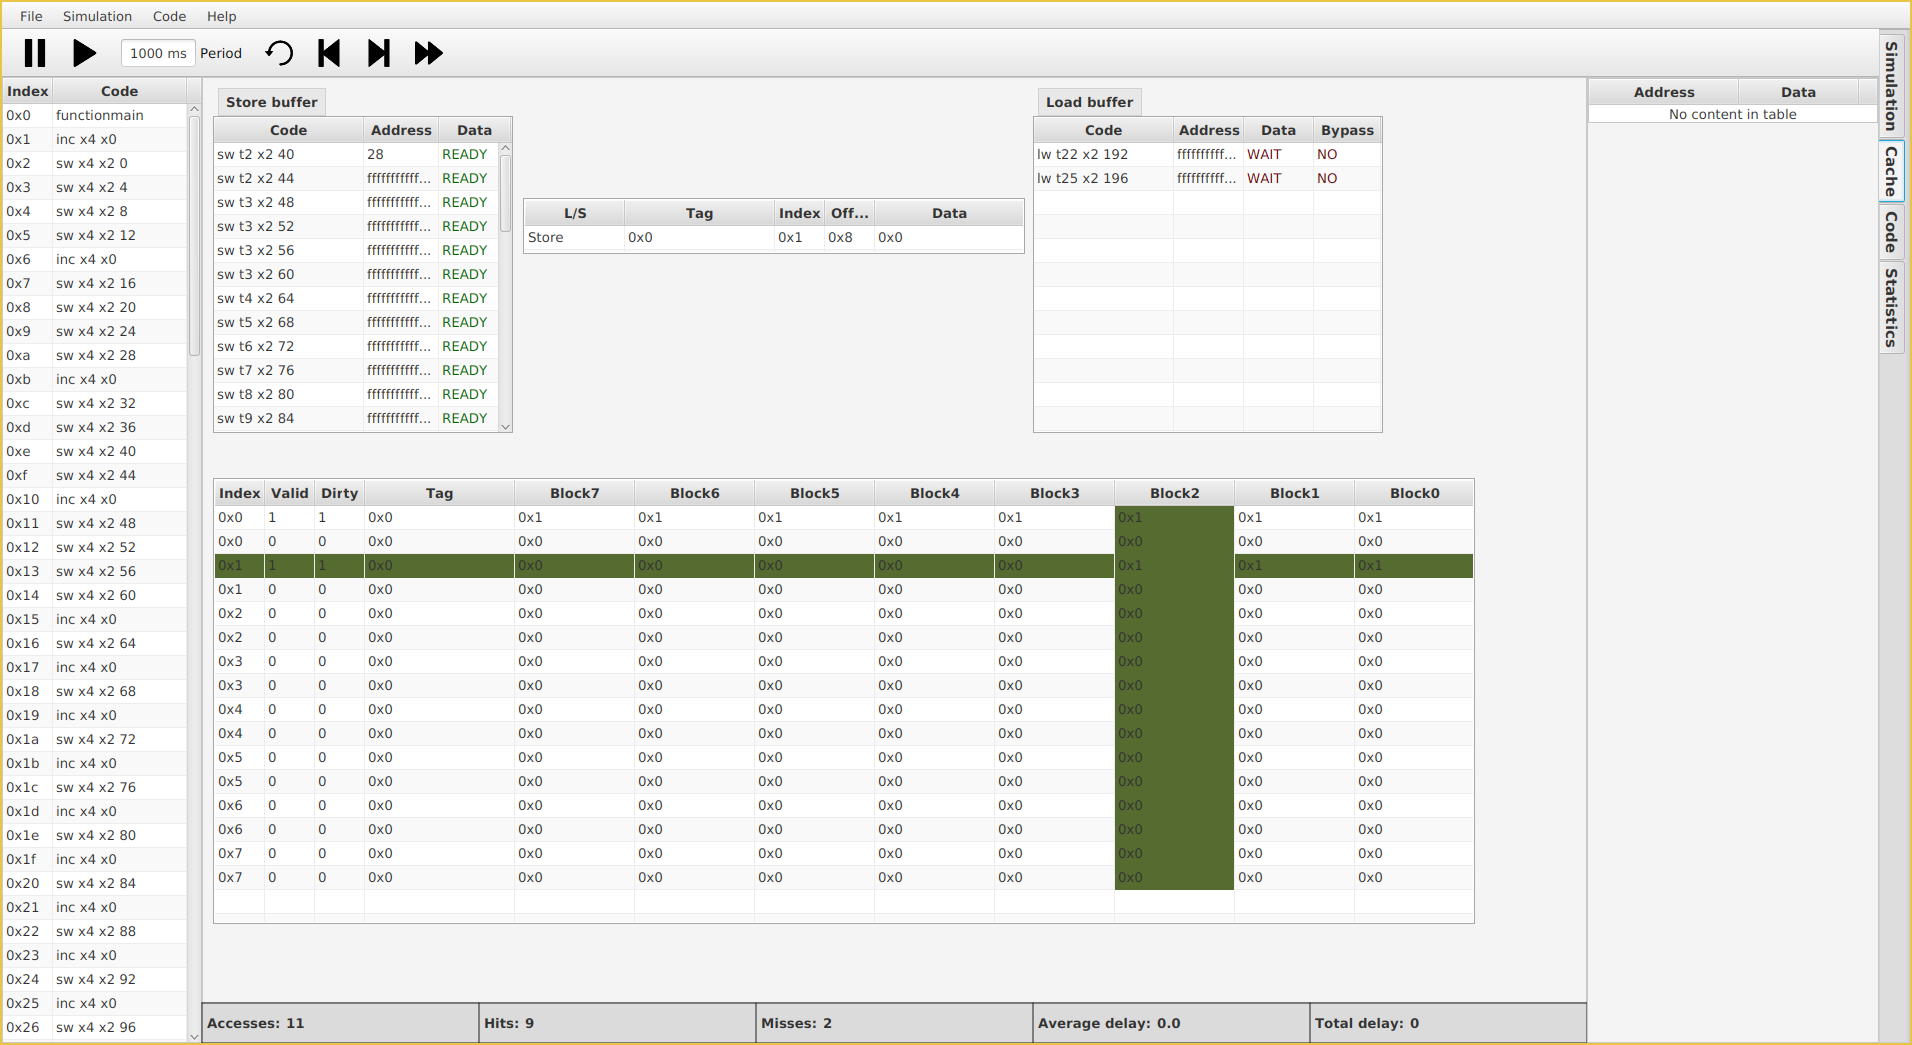 File Simulation Code Help
1000 ms Period
Index Code
0x0 functionmain
0x1 inc x4 x0
0x2 sw x4 x2 0
0x3 sw x4 x2 4
0x4 sw x4 x2 8
0x5 sw x4 x2 12
0x6 inc x4 x0
0x7 sw x4 x2 16
0x8 sw x4 x2 20
0x9 sw x4 x2 24
0xa sw x4 x2 28
0xb inc x4 x0
0xc sw x4 x2 32
0xd sw x4 x2 36
0xe sw x4 x2 40
0xf sw x4 x2 44
0x10 inc x4 x0
0x11 sw x4 x2 48
0x12 sw x4 x2 52
0x13 sw x4 x2 56
0x14 sw x4 x2 60
0x15 inc x4 x0
0x16 sw x4 x2 64
0x17 inc x4 x0
0x18 sw x4 x2 68
0x19 inc x4 x0
0x1a sw x4 x2 72
0x1b inc x4 x0
0x1c sw x4 x2 76
0x1d inc x4 x0
0x1e sw x4 x2 80
0x1f inc x4 x0
0x20 sw x4 x2 84
0x21 inc x4 x0
0x22 sw x4 x2 88
0x23 inc x4 x0
0x24 sw x4 x2 92
0x25 inc x4 x0
0x26 sw x4 x2 96
Store buffer
Code Address Data
sw t2 x2 40 28 READY
sw t2 x2 44 fffffffffff... READY
sw t3 x2 48 fffffffffff... READY
sw t3 x2 52 fffffffffff... READY
sw t3 x2 56 fffffffffff... READY
sw t3 x2 60 fffffffffff... READY
sw t4 x2 64 fffffffffff... READY
sw t5 x2 68 fffffffffff... READY
sw t6 x2 72 fffffffffff... READY
sw t7 x2 76 fffffffffff... READY
sw t8 x2 80 fffffffffff... READY
sw t9 x2 84 fffffffffff... READY
L/S Tag Index Off... Data
Store 0x0 0x1 0x8 0x0
Load buffer
Code Address Data Bypass
lw t22 x2 192 ffffffffff... WAIT NO
lw t25 x2 196 ffffffffff... WAIT NO
Index Valid Dirty Tag Block7 Block6 Block5 Block4 Block3 Block2 Block1 Block0
0x0 1 1 0x0 0x1 0x1 0x1 0x1 0x1 0x1 0x1 0x1
0x0 0 0 0x0 0x0 0x0 0x0 0x0 0x0 0x0 0x0 0x0
0x1 1 1 0x0 0x0 0x0 0x0 0x0 0x0 0x1 0x1 0x1
0x1 0 0 0x0 0x0 0x0 0x0 0x0 0x0 0x0 0x0 0x0
0x2 0 0 0x0 0x0 0x0 0x0 0x0 0x0 0x0 0x0 0x0
0x2 0 0 0x0 0x0 0x0 0x0 0x0 0x0 0x0 0x0 0x0
0x3 0 0 0x0 0x0 0x0 0x0 0x0 0x0 0x0 0x0 0x0
0x3 0 0 0x0 0x0 0x0 0x0 0x0 0x0 0x0 0x0 0x0
0x4 0 0 0x0 0x0 0x0 0x0 0x0 0x0 0x0 0x0 0x0
0x4 0 0 0x0 0x0 0x0 0x0 0x0 0x0 0x0 0x0 0x0
0x5 0 0 0x0 0x0 0x0 0x0 0x0 0x0 0x0 0x0 0x0
0x5 0 0 0x0 0x0 0x0 0x0 0x0 0x0 0x0 0x0 0x0
0x6 0 0 0x0 0x0 0x0 0x0 0x0 0x0 0x0 0x0 0x0
0x6 0 0 0x0 0x0 0x0 0x0 0x0 0x0 0x0 0x0 0x0
0x7 0 0 0x0 0x0 0x0 0x0 0x0 0x0 0x0 0x0 0x0
0x7 0 0 0x0 0x0 0x0 0x0 0x0 0x0 0x0 0x0 0x0
Accesses: 11 Hits: 9 Misses: 2 Average delay: 0.0 Total delay: 0
Address Data
No content in table
Simulation
Cache
Code
Statistics